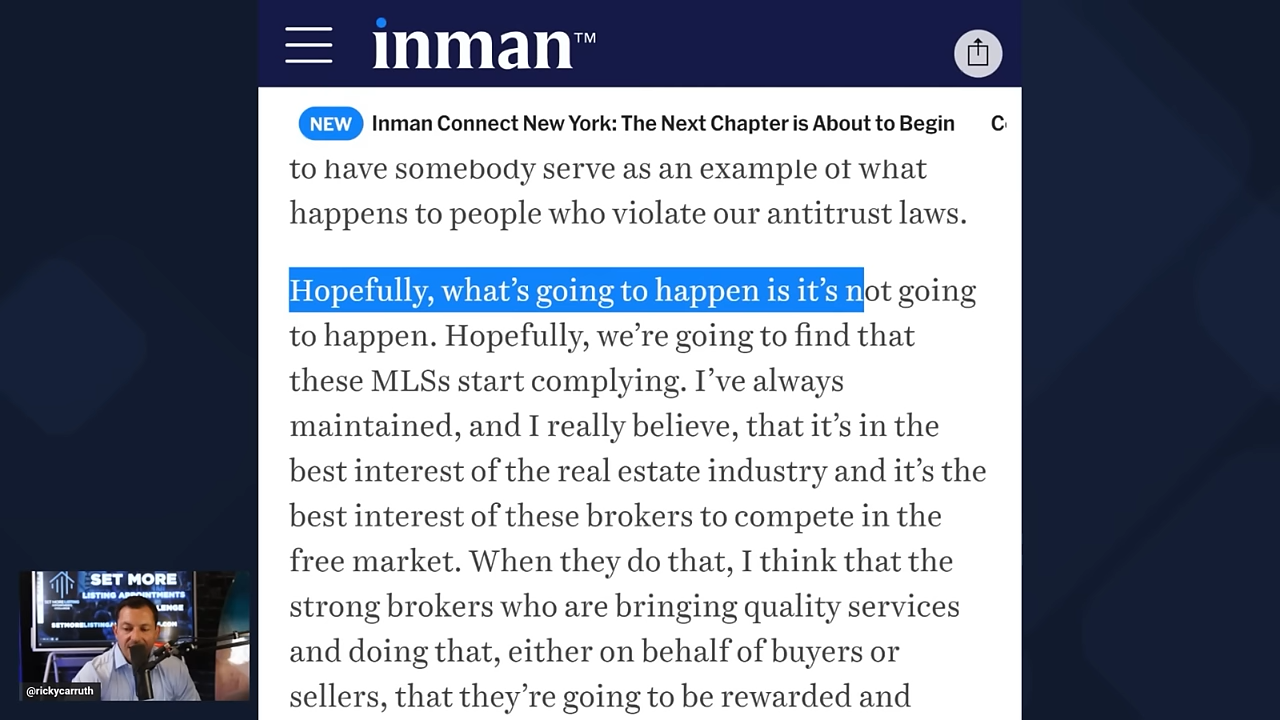 inman™
NEW Inman Connect New York: The Next Chapter is About to Begin
to have somebody serve as an example of what
happens to people who violate our antitrust laws.
Hopefully, what's going to happen is it's not going
to happen. Hopefully, we're going to find that
these MLSs start complying. I've always
maintained, and I really believe, that it's in the
best interest of the real estate industry and it's the
best interest of these brokers to compete in the
free market. When they do that, I think that the
strong brokers who are bringing quality services
and doing that, either on behalf of buyers or
sellers, that they're going to be rewarded and
SET MORE
LISTING APPOINTMENTS
@rickycarruth